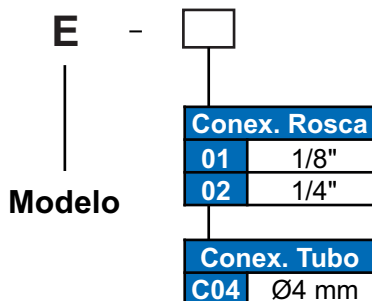 E -
Conex. Rosca
01 1/8"
02 1/4"
Modelo
Conex. Tubo
C04 Ø4 mm